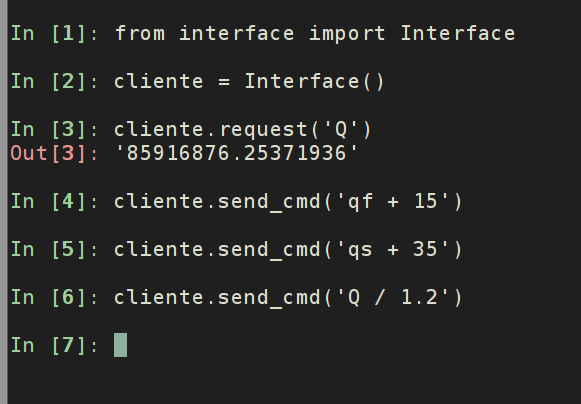 In [1]: from interface import Interface
In [2]: cliente = Interface()
In [3]: cliente.request('Q')
Out[3]: '85916876.25371936'
In [4]: cliente.send_cmd('qf + 15')
In [5]: cliente.send_cmd('qs + 35')
In [6]: cliente.send_cmd('Q / 1.2')
In [7]: